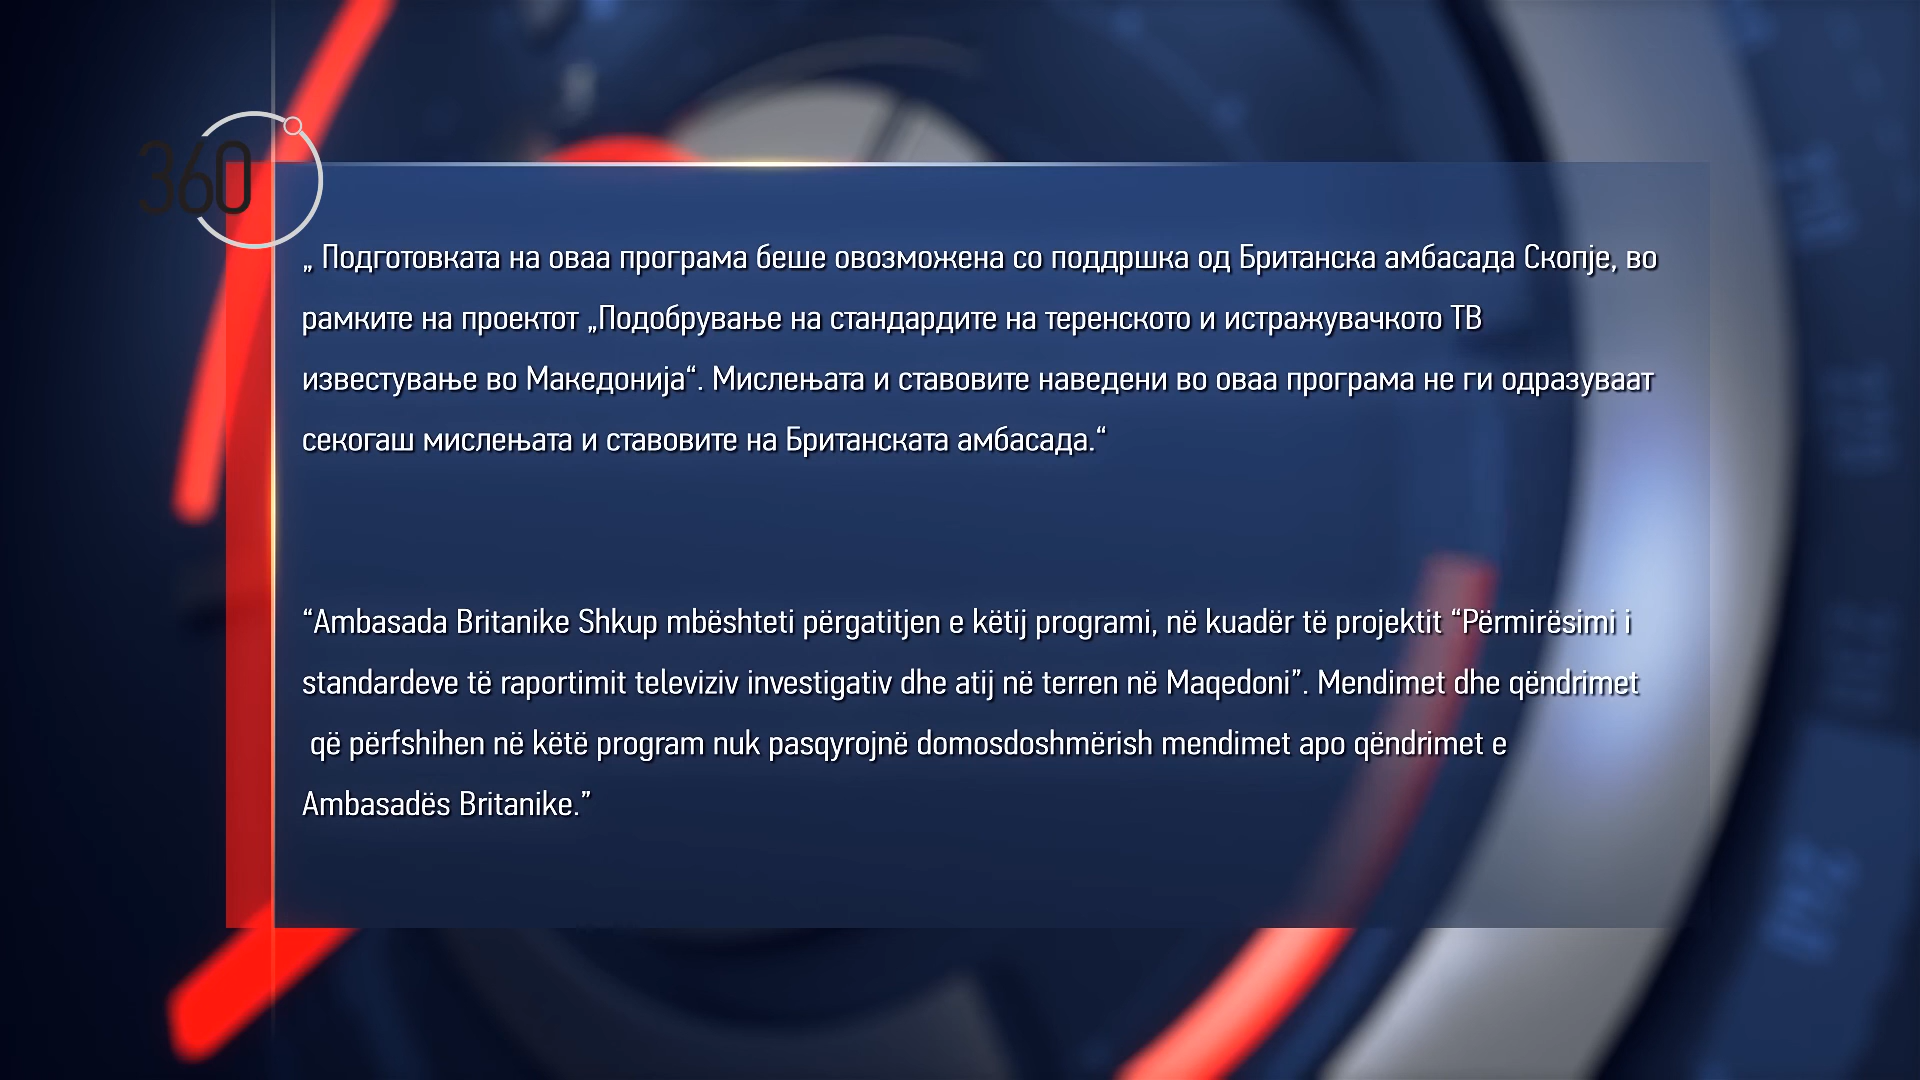 360
„ Подготовката на оваа програма беше овозможена со поддршка од Британска амбасада Скопје, во
рамките на проектот „Подобрување на стандардите на теренското и истражувачкото ТВ
известување во Македонија“. Мислењата и ставовите наведени во оваа програма не ги одразуваат
секогаш мислењата и ставовите на Британската амбасада.“
“Ambasada Britanike Shkup mbështeti përgatitjen e këtij programi, në kuadër të projektit “Përmirësimi i
standardeve të raportimit televiziv investigativ dhe atij në terren në Maqedoni”. Mendimet dhe qëndrimet
që përfshihen në këtë program nuk pasqyrojnë domosdoshmërish mendimet apo qëndrimet e
Ambasadës Britanike.”